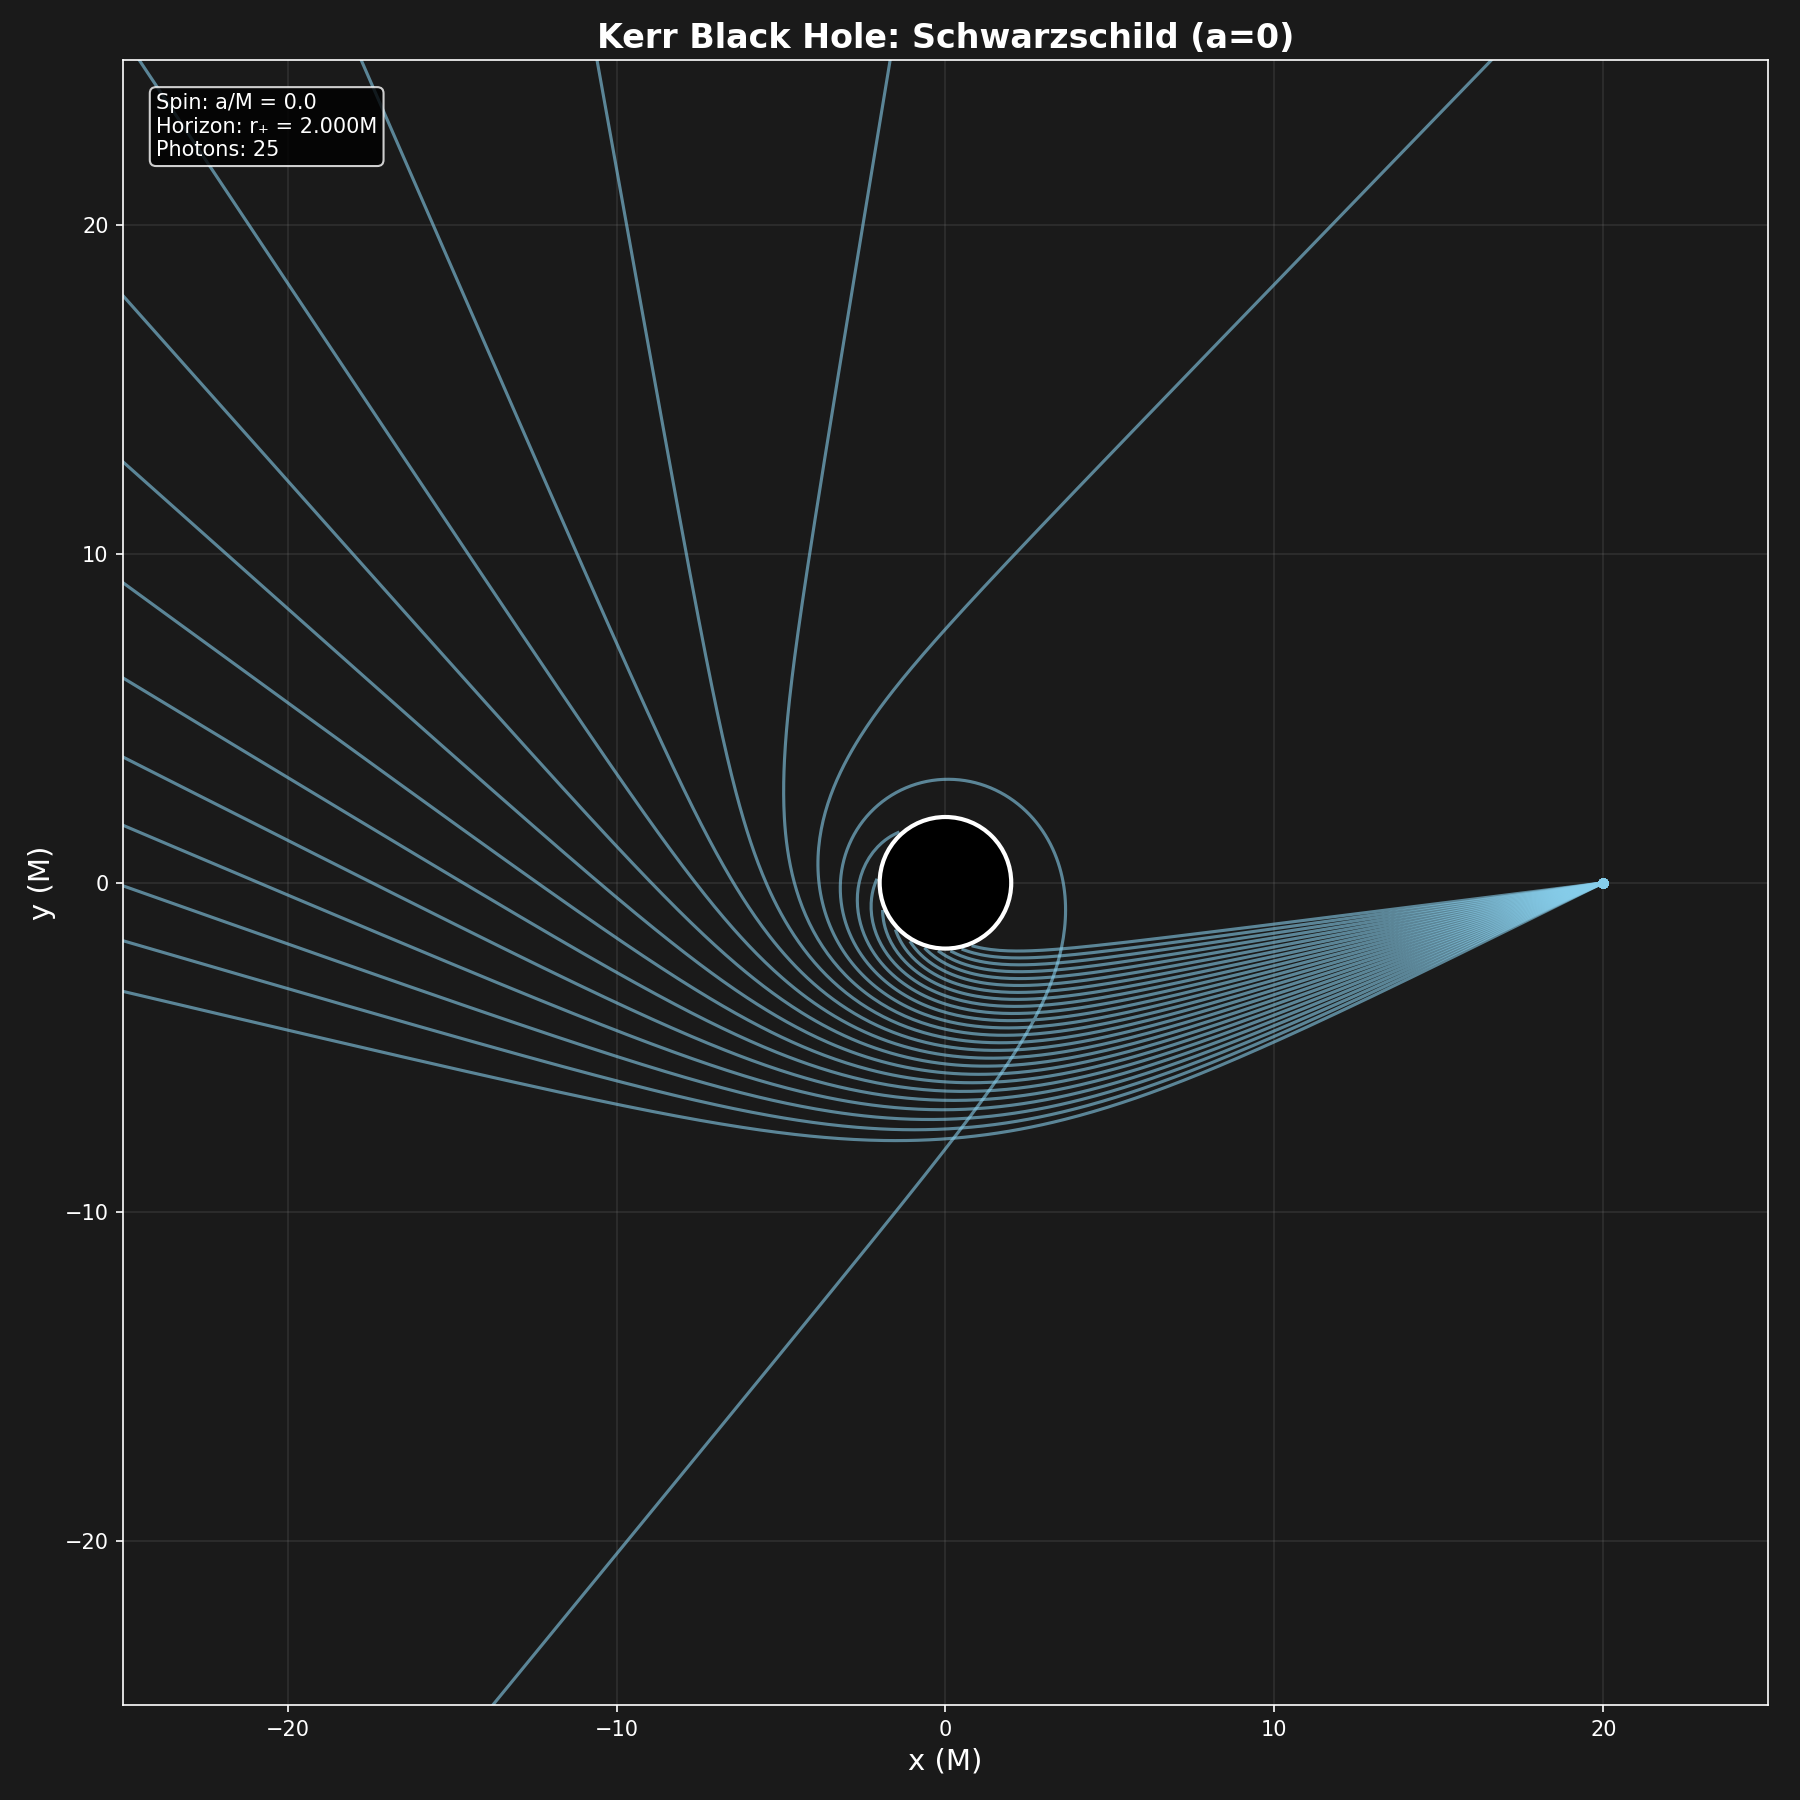 Kerr Black Hole: Schwarzschild (a=0)
Spin: a/M = 0.0
Horizon: r₊ = 2.000M
Photons: 25
20
10
0
−10
−20
y (M)
−20
−10
0
10
20
x (M)